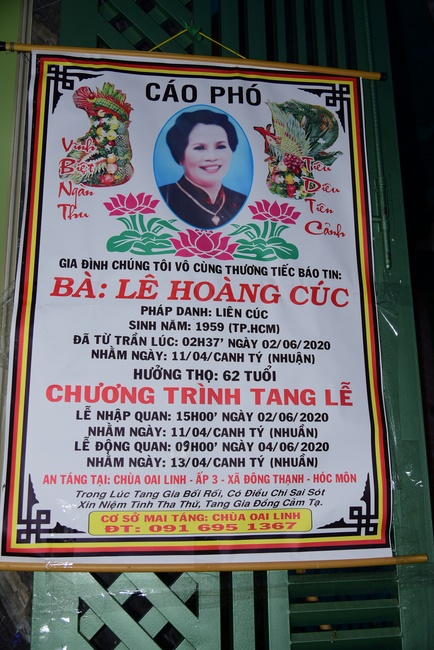 CÁO PHÓ
Vĩnh
Biệt
Ngàn
Thu
Tiêu
Diêu
Tiên
Cảnh
GIA ĐÌNH CHÚNG TÔI VÔ CÙNG THƯƠNG TIẾC BÁO TIN:
BÀ: LÊ HOÀNG CÚC
PHÁP DANH: LIÊN CÚC
SINH NĂM: 1959 (TP.HCM)
ĐÃ TỪ TRẦN LÚC: 02H37' NGÀY 02/06/2020
NHẰM NGÀY: 11/04/CANH TÝ (NHUẬN)
HƯỞNG THỌ: 62 TUỔI
CHƯƠNG TRÌNH TANG LỄ
LỄ NHẬP QUAN: 15H00' NGÀY 02/06/2020
NHẰM NGÀY: 11/04/CANH TÝ (NHUẦN)
LỄ ĐỘNG QUAN: 09H00' NGÀY 04/06/2020
NHẰM NGÀY: 13/04/CANH TÝ (NHUẦN)
AN TÁNG TẠI: CHÙA OAI LINH - ẤP 3 - XÃ ĐÔNG THẠNH - HÓC MÔN
Trong Lúc Tang Gia Bối Rối, Có Điều Chi Sai Sót
Xin Niệm Tình Tha Thứ, Tang Gia Đồng Cảm Tạ.
CƠ SỞ MAI TÁNG: CHÙA OAI LINH
ĐT: 091 695 1367